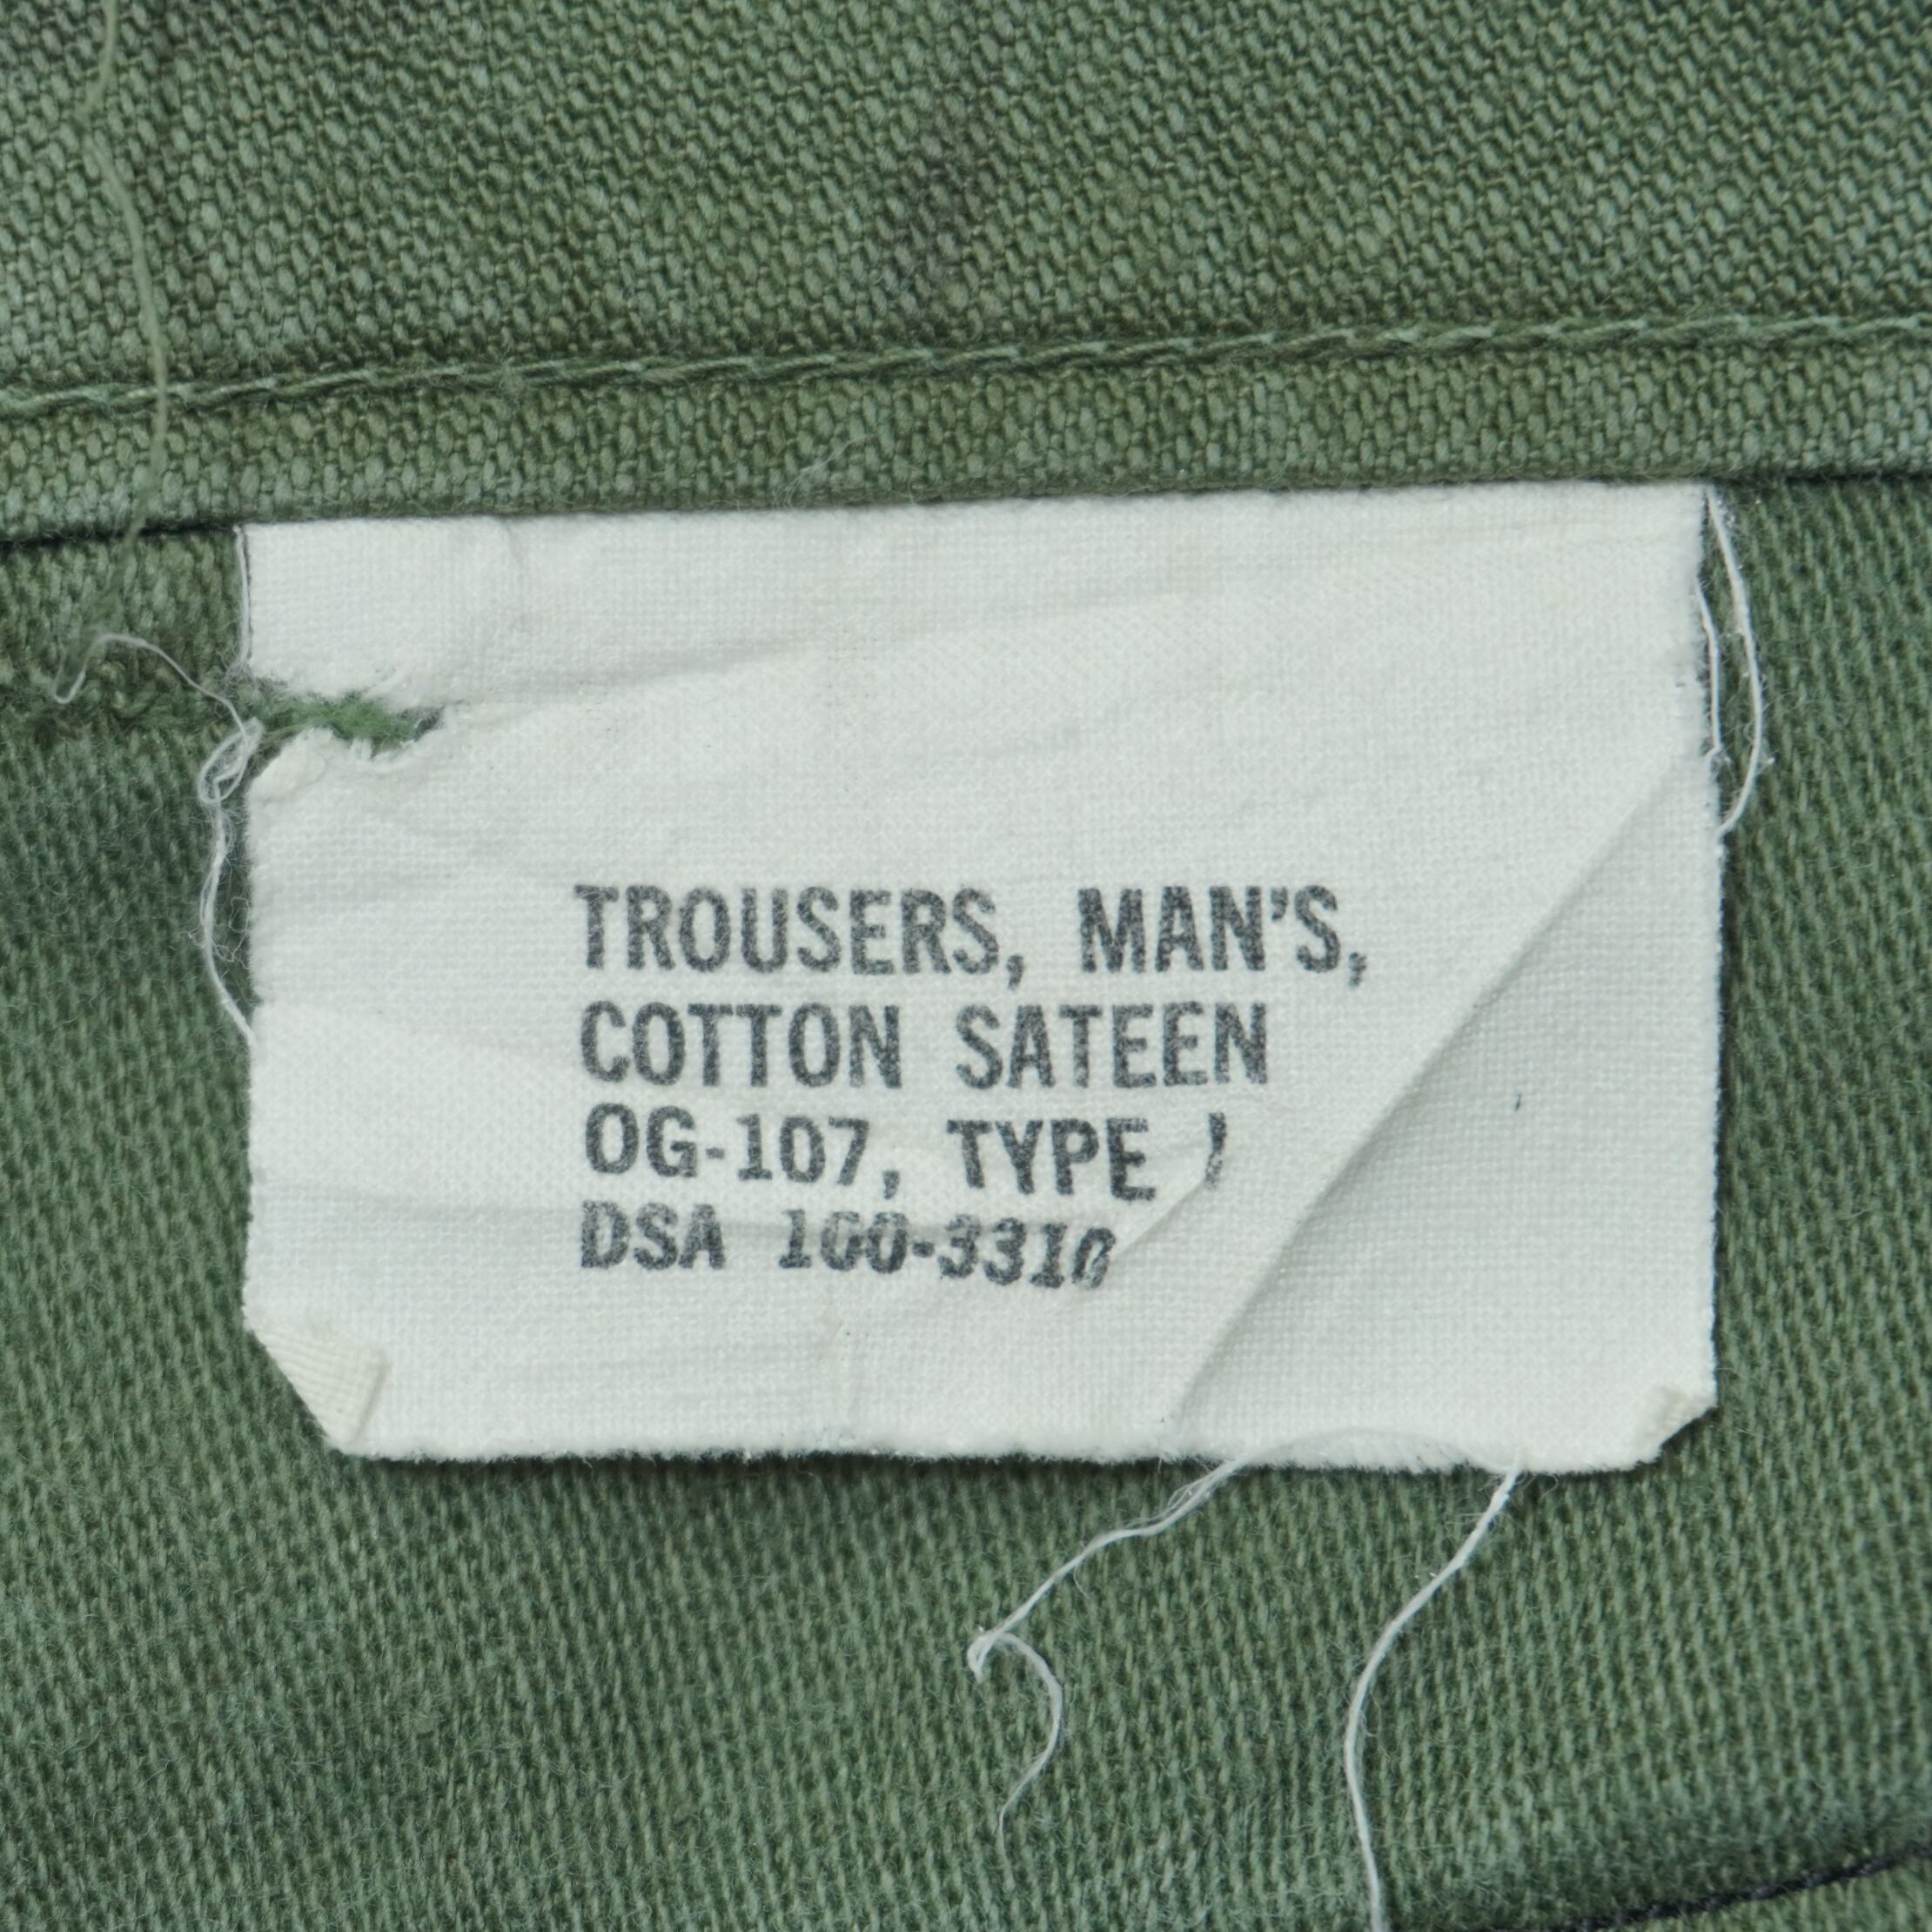 TROUSERS, MAN'S,
COTTON SATEEN
OG-107, TYPE I
DSA 100-3310